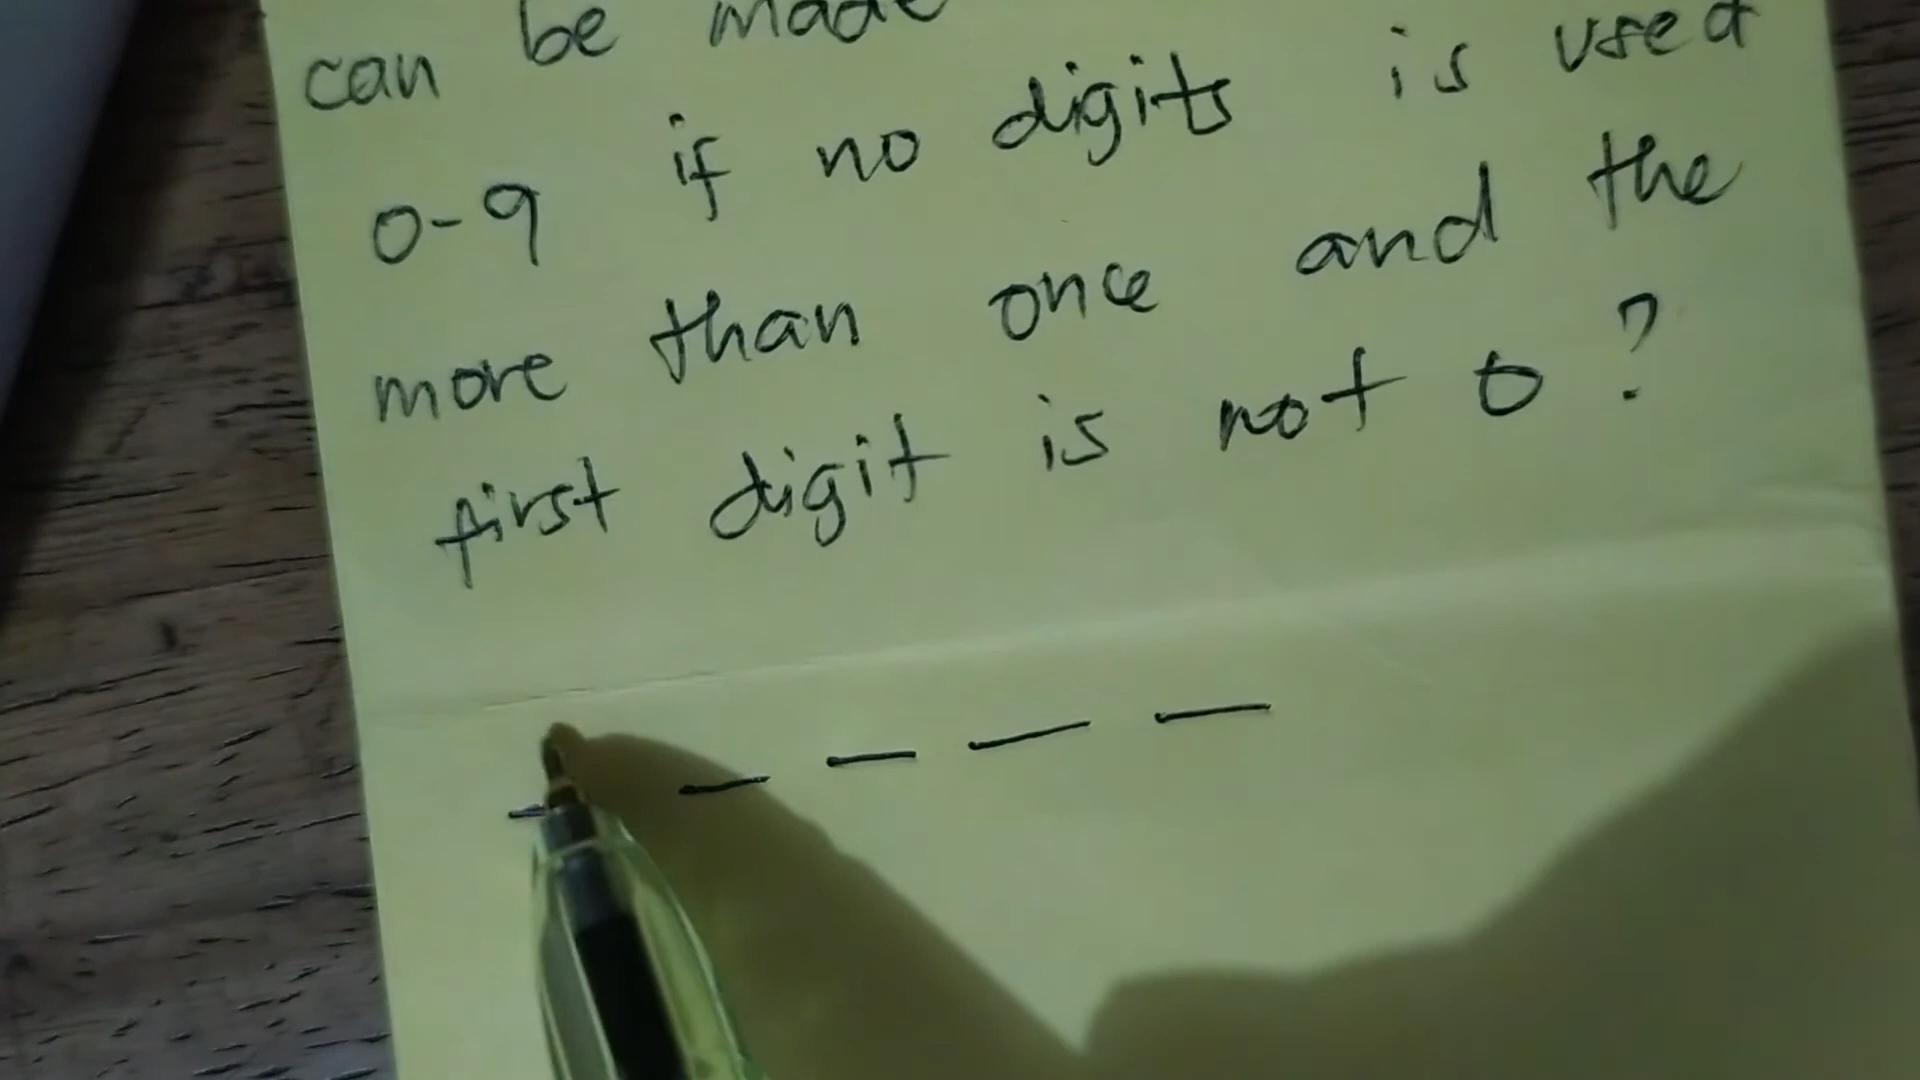 can be made
0-9 if no digits is used
more than once and the
first digit is not 0?